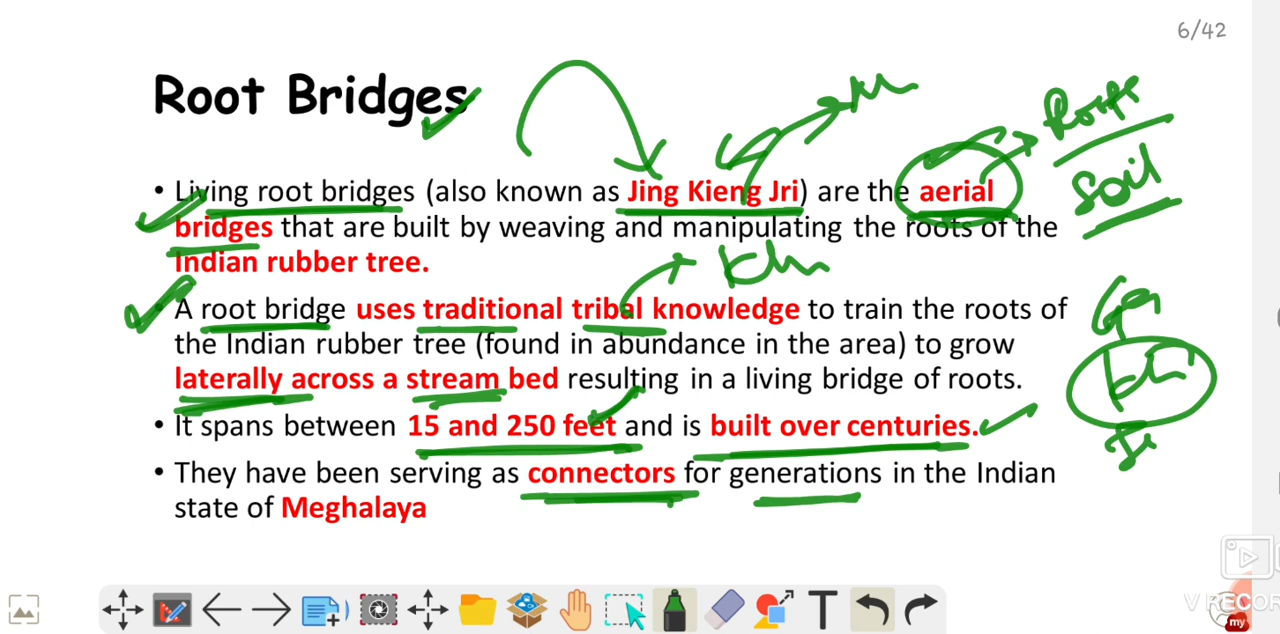 6/42
Root Bridges
• Living root bridges (also known as Jing Kieng Jri) are the aerial
bridges that are built by weaving and manipulating the roots of the
Indian rubber tree.
• A root bridge uses traditional tribal knowledge to train the roots of
the Indian rubber tree (found in abundance in the area) to grow
laterally across a stream bed resulting in a living bridge of roots.
• It spans between 15 and 250 feet and is built over centuries.
• They have been serving as connectors for generations in the Indian
state of Meghalaya
Soil
T
V RECOR
my